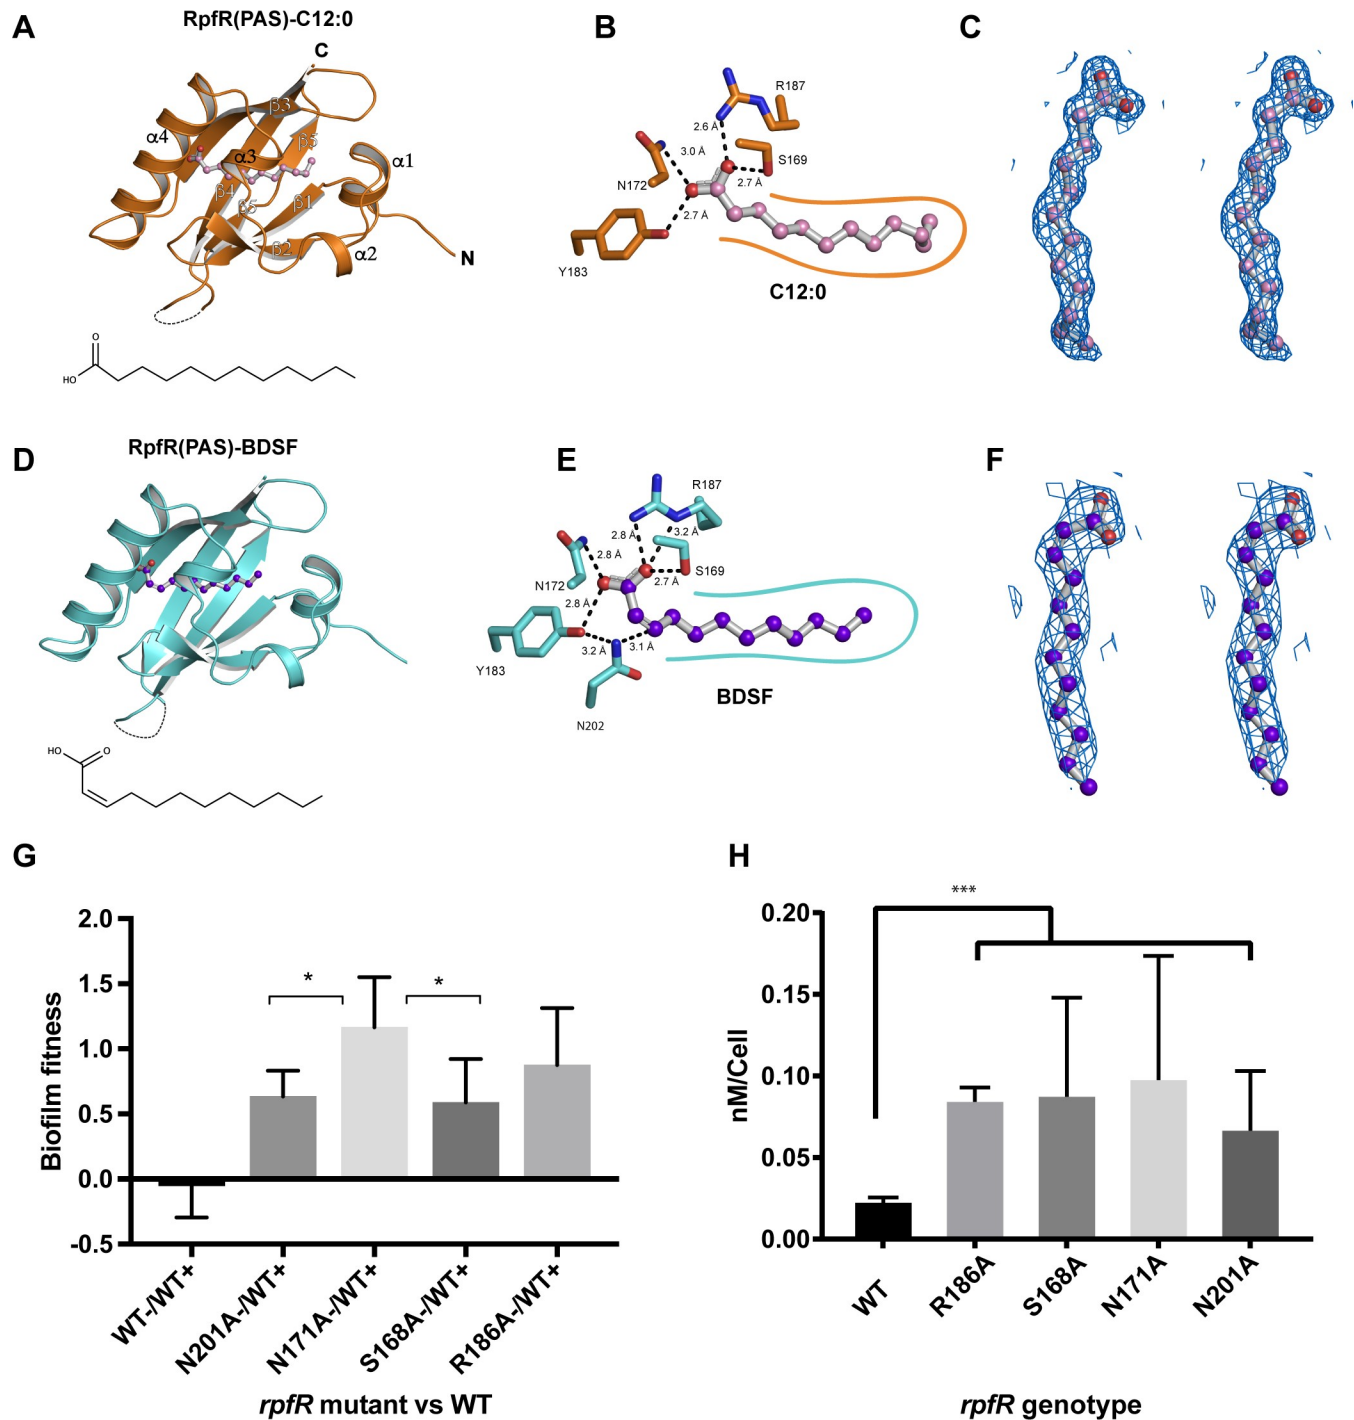 A
RpfR(PAS)-C12:0
C
β3
α4
α3
β3
α1
β4
β5
β1
β2
α2
N
O
HO
B
R187
2.6 Å
S169
3.0 Å
2.7 Å
N172
2.7 Å
Y183
C12:0
C
D
RpfR(PAS)-BDSF
HO
O
E
R187
2.8 Å
3.2 Å
2.8 Å
S169
2.7 Å
N172
2.8 Å
3.2 Å
3.1 Å
Y183
N202
BDSF
F
G
2.0
1.5
1.0
0.5
0.0
-0.5
Biofilm fitness
*
*
WT-/WT+
N201A-/WT+
N171A-/WT+
S168A-/WT+
R186A-/WT+
rpfR mutant vs WT
H
***
0.20
0.15
0.10
0.05
0.00
nM/Cell
WT
R186A
S168A
N171A
N201A
rpfR genotype